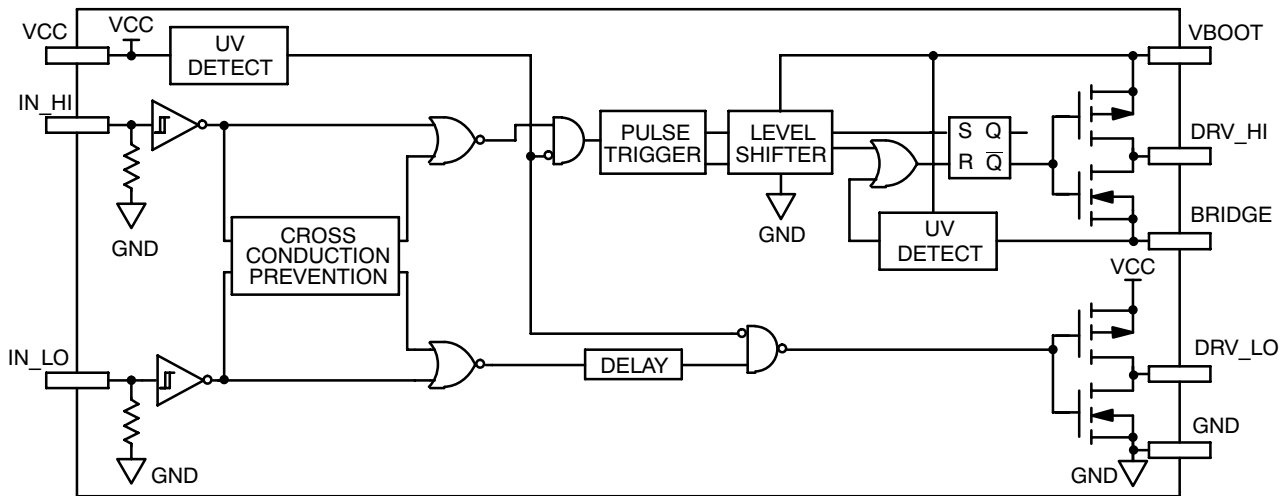 VCC
VCC
UV
DETECT
VBOOT
IN_HI
PULSE
TRIGGER
LEVEL
SHIFTER
S Q
R Q̅
DRV_HI
GND
CROSS
CONDUCTION
PREVENTION
GND
UV
DETECT
BRIDGE
VCC
IN_LO
DELAY
DRV_LO
GND
GND
GND